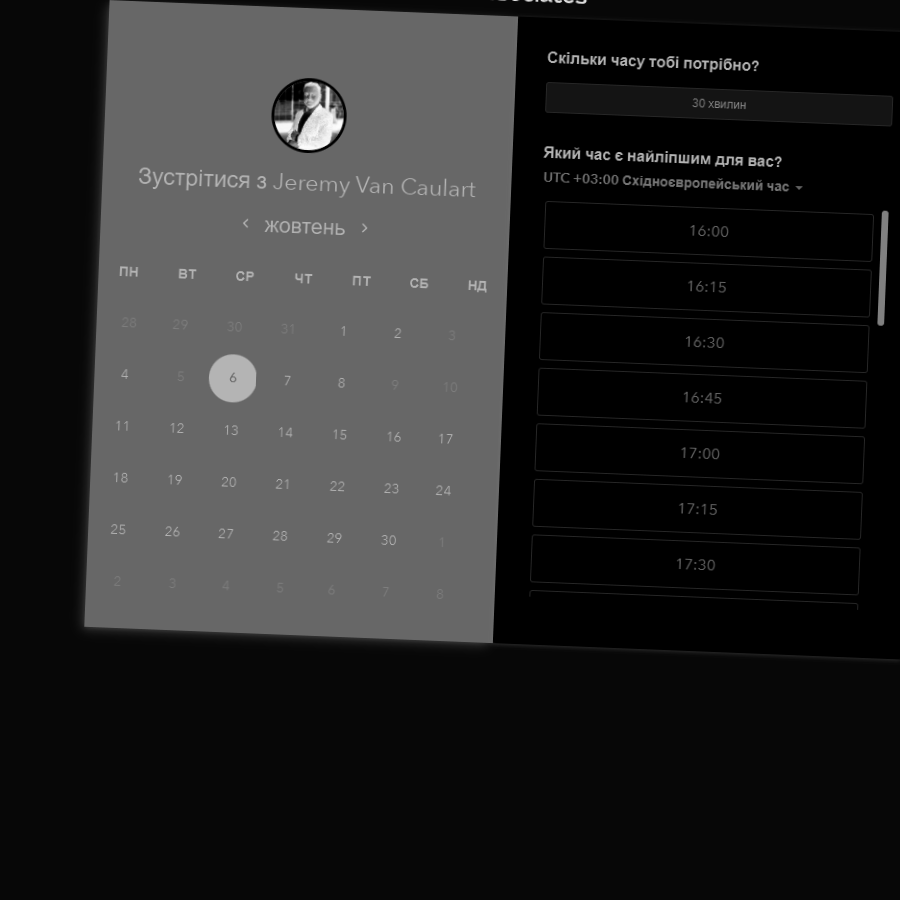 Зустрітися з Jeremy Van Caulart
‹ жовтень ›
ПН ВТ СР ЧТ ПТ СБ НД
28 29 30 31 1 2 3
4 5 6 7 8 9 10
11 12 13 14 15 16 17
18 19 20 21 22 23 24
25 26 27 28 29 30 1
2 3 4 5 6 7 8
Скільки часу тобі потрібно?
30 хвилин
Який час є найліпшим для вас?
UTC +03:00 Східноєвропейський час
16:00
16:15
16:30
16:45
17:00
17:15
17:30